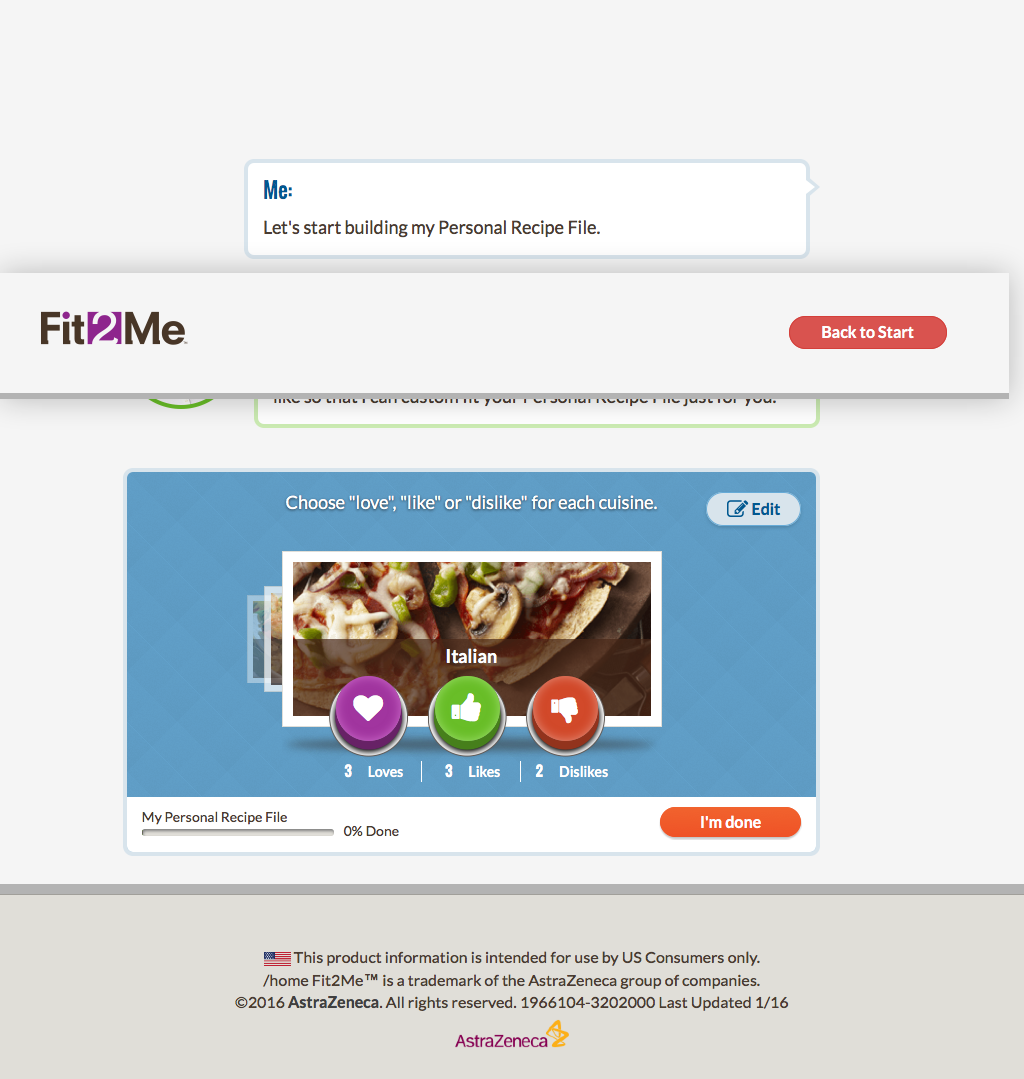 Me:
Let's start building my Personal Recipe File.
Fit2Me™
Back to Start
like so that I can custom fit your Personal Recipe File just for you.
Choose "love", "like" or "dislike" for each cuisine.
Edit
Italian
3 Loves
3 Likes
2 Dislikes
My Personal Recipe File
0% Done
I'm done
This product information is intended for use by US Consumers only.
/home Fit2Me™ is a trademark of the AstraZeneca group of companies.
©2016 AstraZeneca. All rights reserved. 1966104-3202000 Last Updated 1/16
AstraZeneca